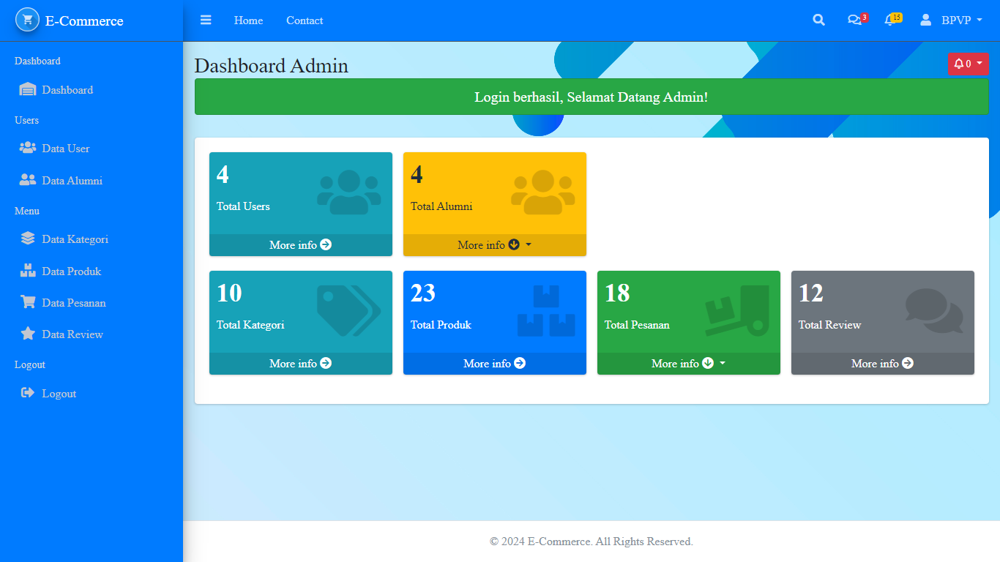 E-Commerce
Home
Contact
3
15
BPVP
Dashboard
Dashboard
Users
Data User
Data Alumni
Menu
Data Kategori
Data Produk
Data Pesanan
Data Review
Logout
Logout
Dashboard Admin
0
Login berhasil, Selamat Datang Admin!
4
Total Users
More info
4
Total Alumni
More info
10
Total Kategori
More info
23
Total Produk
More info
18
Total Pesanan
More info
12
Total Review
More info
© 2024 E-Commerce. All Rights Reserved.